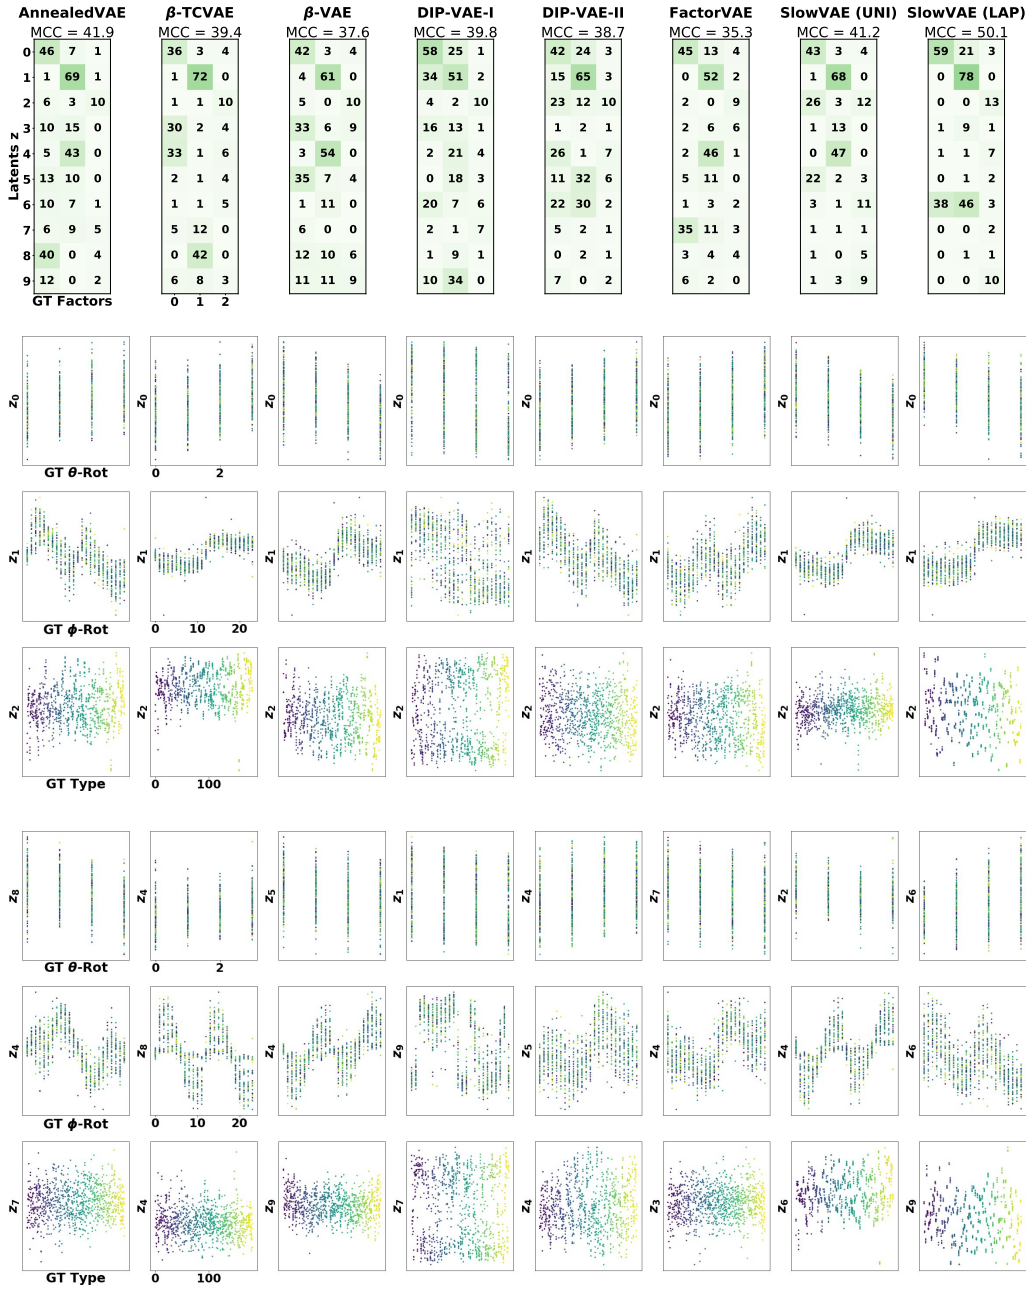 AnnealedVAE β-TCVAE β-VAE DIP-VAE-I DIP-VAE-II FactorVAE SlowVAE (UNI) SlowVAE (LAP)
MCC = 41.9 MCC = 39.4 MCC = 37.6 MCC = 39.8 MCC = 38.7 MCC = 35.3 MCC = 41.2 MCC = 50.1
0 46 7 1 36 3 4 42 3 4 58 25 1 42 24 3 45 13 4 43 3 4 59 21 3
1 1 69 1 1 72 0 4 61 0 34 51 2 15 65 3 0 52 2 1 68 0 0 78 0
2 6 3 10 1 1 10 5 0 10 4 2 10 23 12 10 2 0 9 26 3 12 0 0 13
3 10 15 0 30 2 4 33 6 9 16 13 1 1 2 1 2 6 6 1 13 0 1 9 1
4 5 43 0 33 1 6 3 54 0 2 21 4 26 1 7 2 46 1 0 47 0 1 1 7
5 13 10 0 2 1 4 35 7 4 0 18 3 11 32 6 5 11 0 22 2 3 0 1 2
6 10 7 1 1 1 5 1 11 0 20 7 6 22 30 2 1 3 2 3 1 11 38 46 3
7 6 9 5 5 12 0 6 0 0 2 1 7 5 2 1 35 11 3 1 1 1 0 0 2
8 40 0 4 0 42 0 12 10 6 1 9 1 0 2 1 3 4 4 1 0 5 0 1 1
9 12 0 2 6 8 3 11 11 9 10 34 0 7 0 2 6 2 0 1 3 9 0 0 10
Latents z
GT Factors 0 1 2
z0 z0 z0 z0 z0 z0 z0 z0
GT θ-Rot 0 2
z1 z1 z1 z1 z1 z1 z1 z1
GT ϕ-Rot 0 10 20
z2 z2 z2 z2 z2 z2 z2 z2
GT Type 0 100
z8 z4 z5 z1 z4 z7 z2 z6
GT θ-Rot 0 2
z4 z8 z4 z9 z5 z4 z4 z6
GT ϕ-Rot 0 10 20
z7 z4 z9 z7 z4 z3 z6 z9
GT Type 0 100